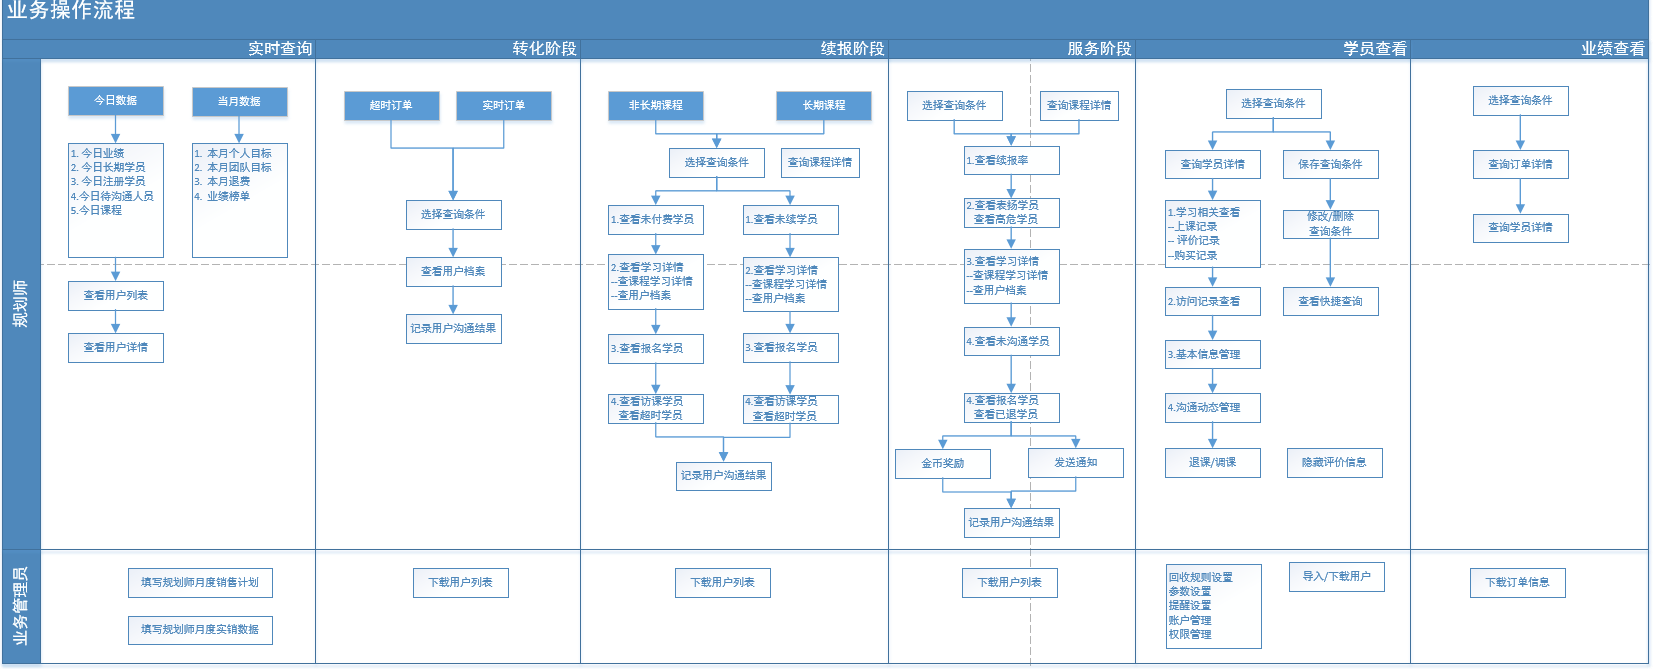 业务操作流程
实时查询
转化阶段
续报阶段
服务阶段
学员查看
业绩查看
规划师
今日数据
当月数据
1. 今日业绩
2. 今日长期学员
3. 今日注册学员
4.今日待沟通人员
5.今日课程
1. 本月个人目标
2. 本月团队目标
3. 本月退费
4. 业绩榜单
查看用户列表
查看用户详情
超时订单
实时订单
选择查询条件
查看用户档案
记录用户沟通结果
非长期课程
长期课程
选择查询条件
查询课程详情
1.查看未付费学员
1.查看未续学员
2.查看学习详情
--查课程学习详情
--查用户档案
2.查看学习详情
--查课程学习详情
--查用户档案
3.查看报名学员
3.查看报名学员
4.查看访课学员
查看超时学员
4.查看访课学员
查看超时学员
记录用户沟通结果
选择查询条件
查询课程详情
1.查看续报率
2.查看表扬学员
查看高危学员
3.查看学习详情
--查课程学习详情
--查用户档案
4.查看未沟通学员
4.查看报名学员
查看已退学员
金币奖励
发送通知
记录用户沟通结果
选择查询条件
查询学员详情
保存查询条件
1.学习相关查看
--上课记录
-- 评价记录
--购买记录
修改/删除
查询条件
2.访问记录查看
查看快捷查询
3.基本信息管理
4.沟通动态管理
退课/调课
隐藏评价信息
选择查询条件
查询订单详情
查询学员详情
业务管理员
填写规划师月度销售计划
填写规划师月度实销数据
下载用户列表
下载用户列表
下载用户列表
回收规则设置
参数设置
提醒设置
账户管理
权限管理
导入/下载用户
下载订单信息